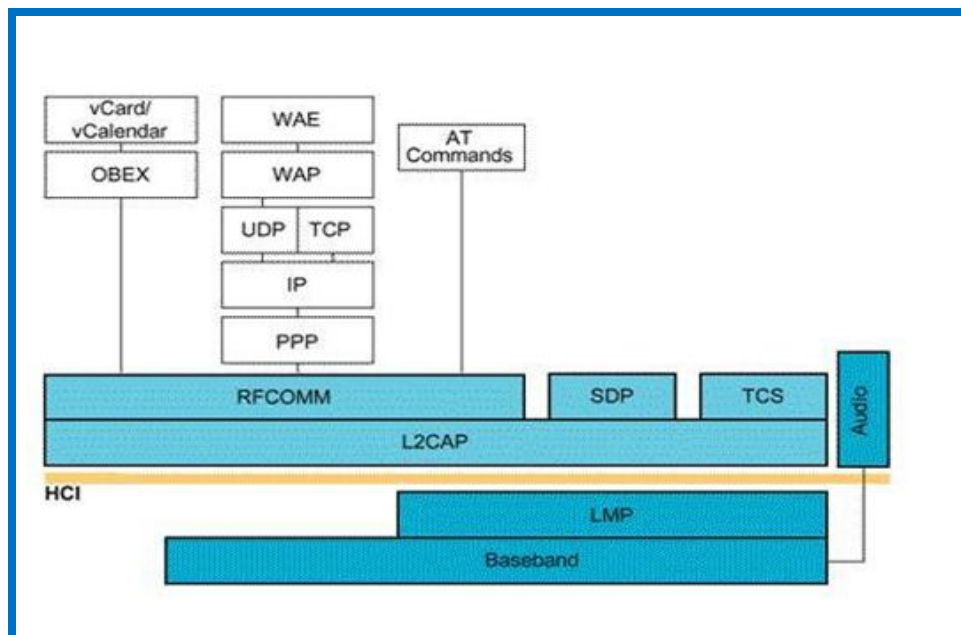 vCard/
vCalendar
WAE
AT
Commands
OBEX
WAP
UDP
TCP
IP
PPP
RFCOMM
SDP
TCS
Audio
L2CAP
HCI
LMP
Baseband